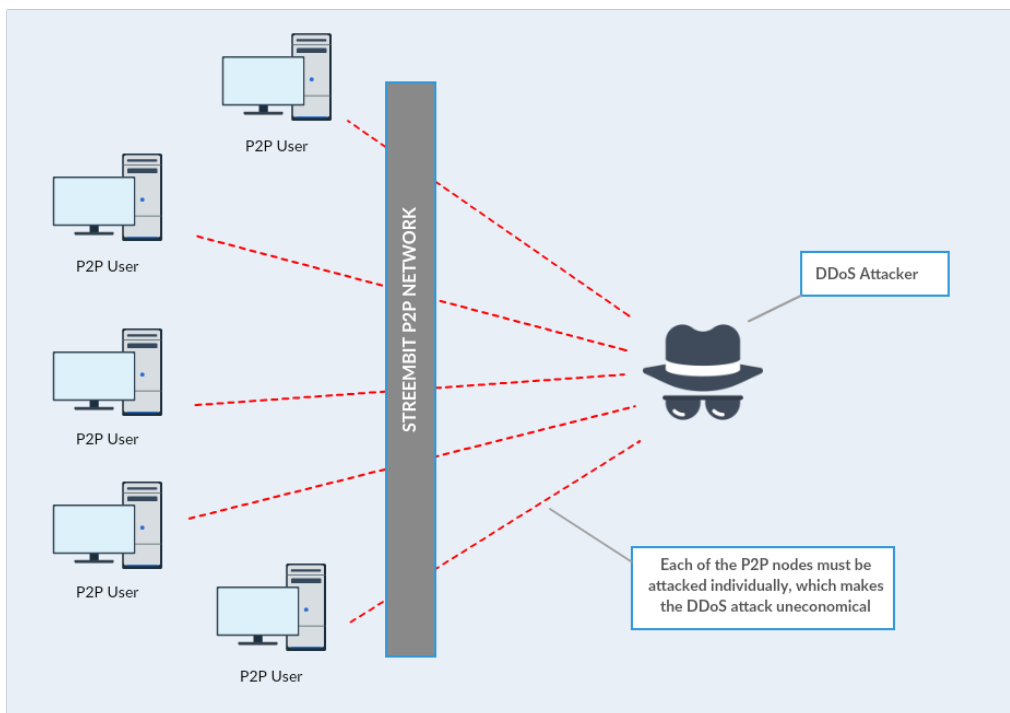 P2P User
P2P User
STREEMBIT P2P NETWORK
DDoS Attacker
P2P User
Each of the P2P nodes must be
attacked individually, which makes
the DDoS attack uneconomical
P2P User
P2P User